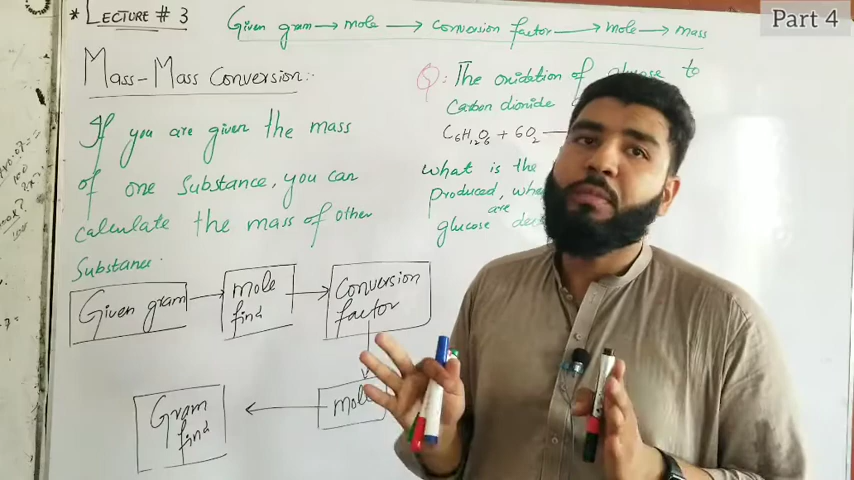 Part 4
* LECTURE # 3
Given gram → mole → conversion factor → mole → mass
Mass-Mass Conversion:-
If you are given the mass
of one substance, you can
calculate the mass of other
substance.
Given gram → mole find → Conversion factor
mole
Gram find
Q: The oxidation of glucose to
Carbon dioxide
C₆H₁₂O₆ + 6O₂
what is the
produced,
are
glucose